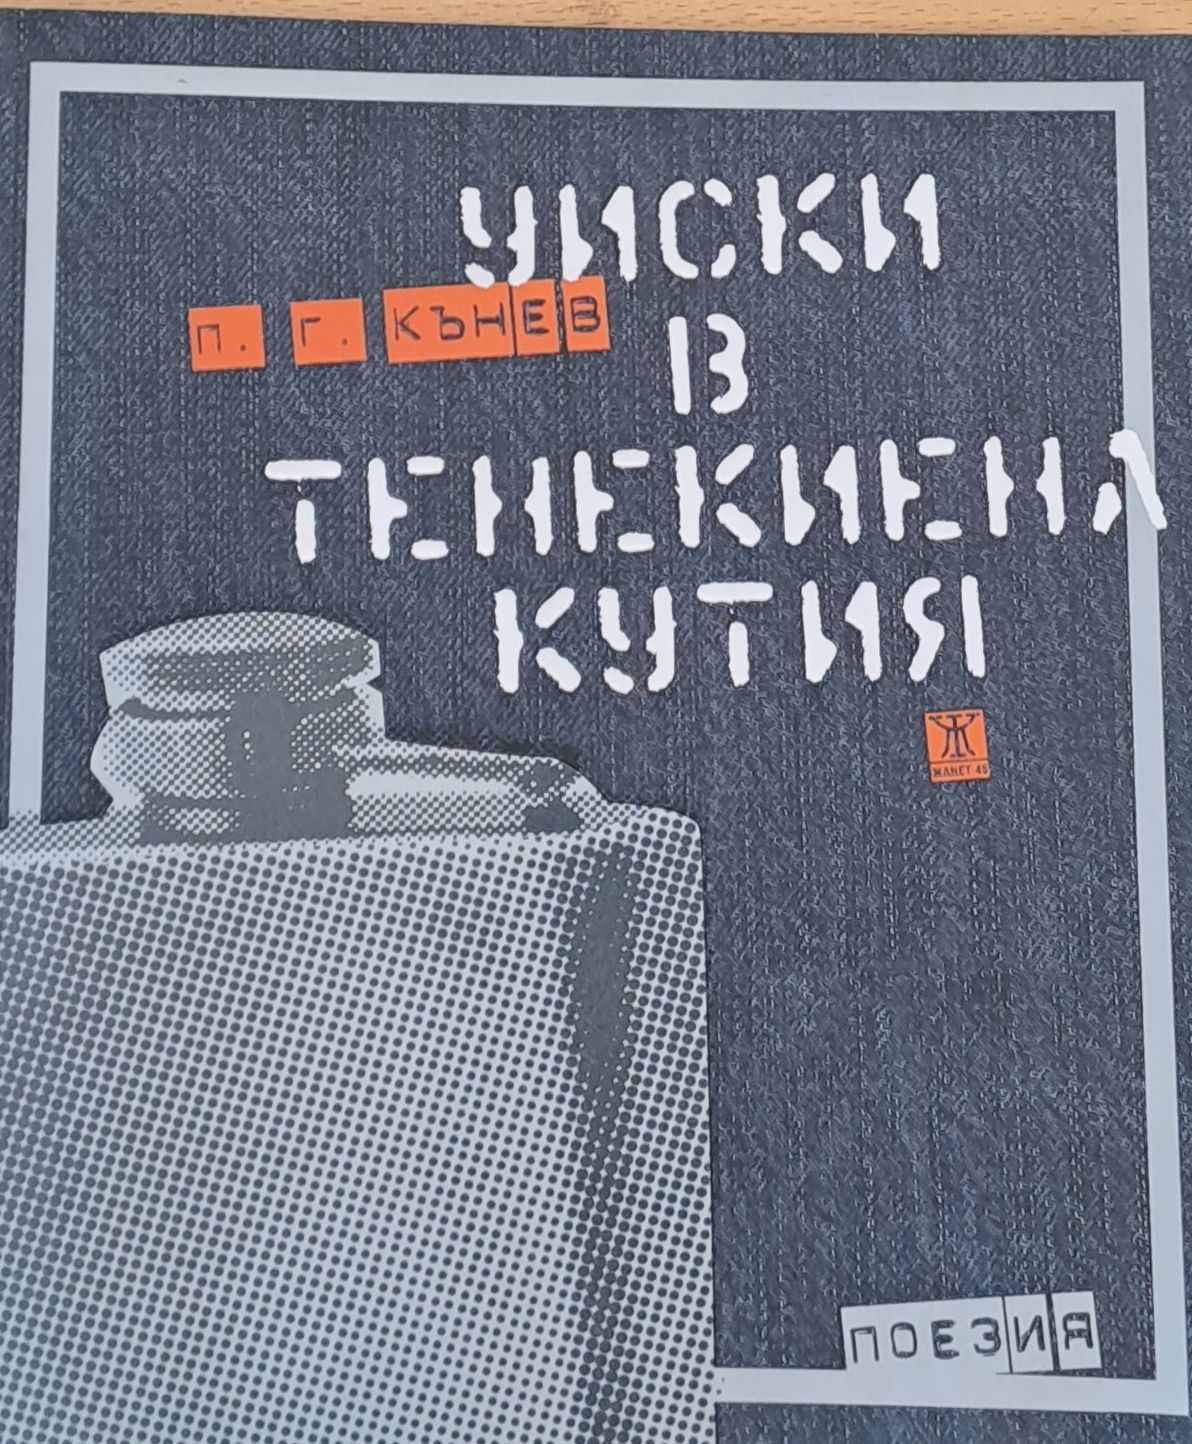 УИСКИ
П. Г. КЪНЕВ
В
ТЕНЕКИЕНА
КУТИЯ
Ж
ЖАНЕТ 45
ПОЕЗИЯ